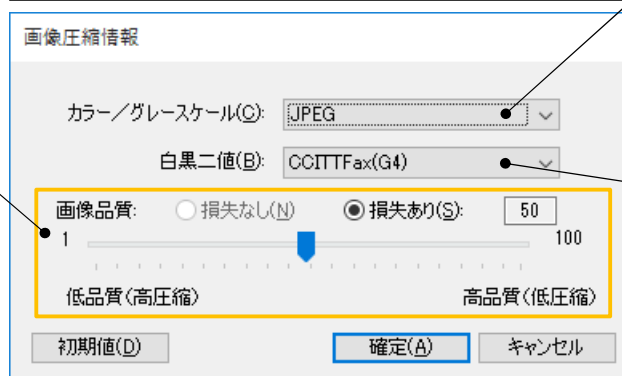 画像圧縮情報
カラー／グレースケール(C): JPEG
白黒二値(B): CCITTFax(G4)
画像品質: 損失なし(N) 損失あり(S): 50
1 100
低品質(高圧縮) 高品質(低圧縮)
初期値(D) 確定(A) キャンセル